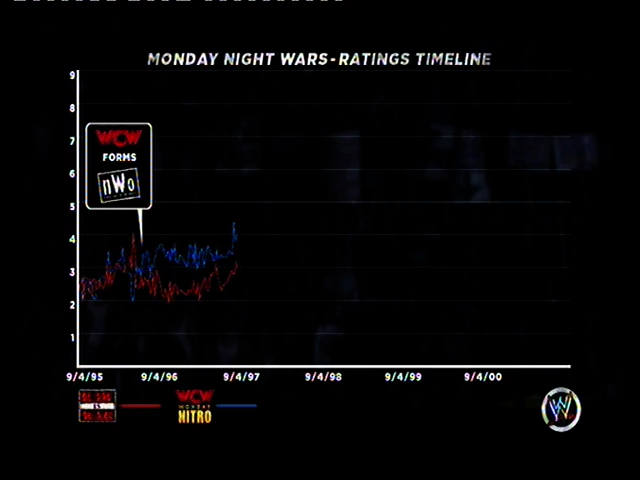 MONDAY NIGHT WARS - RATINGS TIMELINE
9
8
7
6
5
4
3
2
1
WCW
FORMS
nWo
9/4/95
9/4/96
9/4/97
9/4/98
9/4/99
9/4/00
WCW
MONDAY
NITRO
W